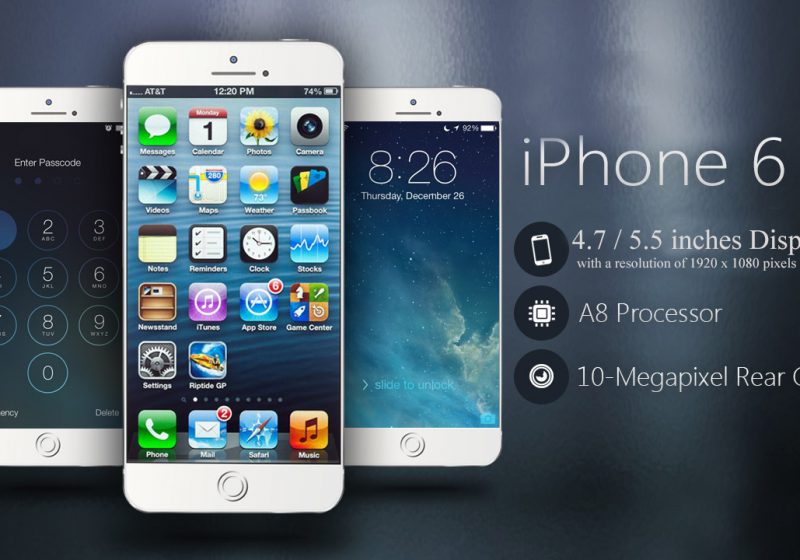 Enter Passcode
2
ABC
3
DEF
5
JKL
6
MNO
8
TUV
9
WXYZ
0
Delete
AT&T 12:20 PM 74%
Monday
1
280
73°
Messages Calendar Photos Camera
Videos Maps Weather Passbook
Notes Reminders Clock Stocks
6
Newsstand iTunes App Store Game Center
Settings Riptide GP
2
Phone Mail Safari Music
92%
8:26
Thursday, December 26
slide to unlock
iPhone 6
4.7 / 5.5 inches Disp
with a resolution of 1920 x 1080 pixels
A8 Processor
10-Megapixel Rear C